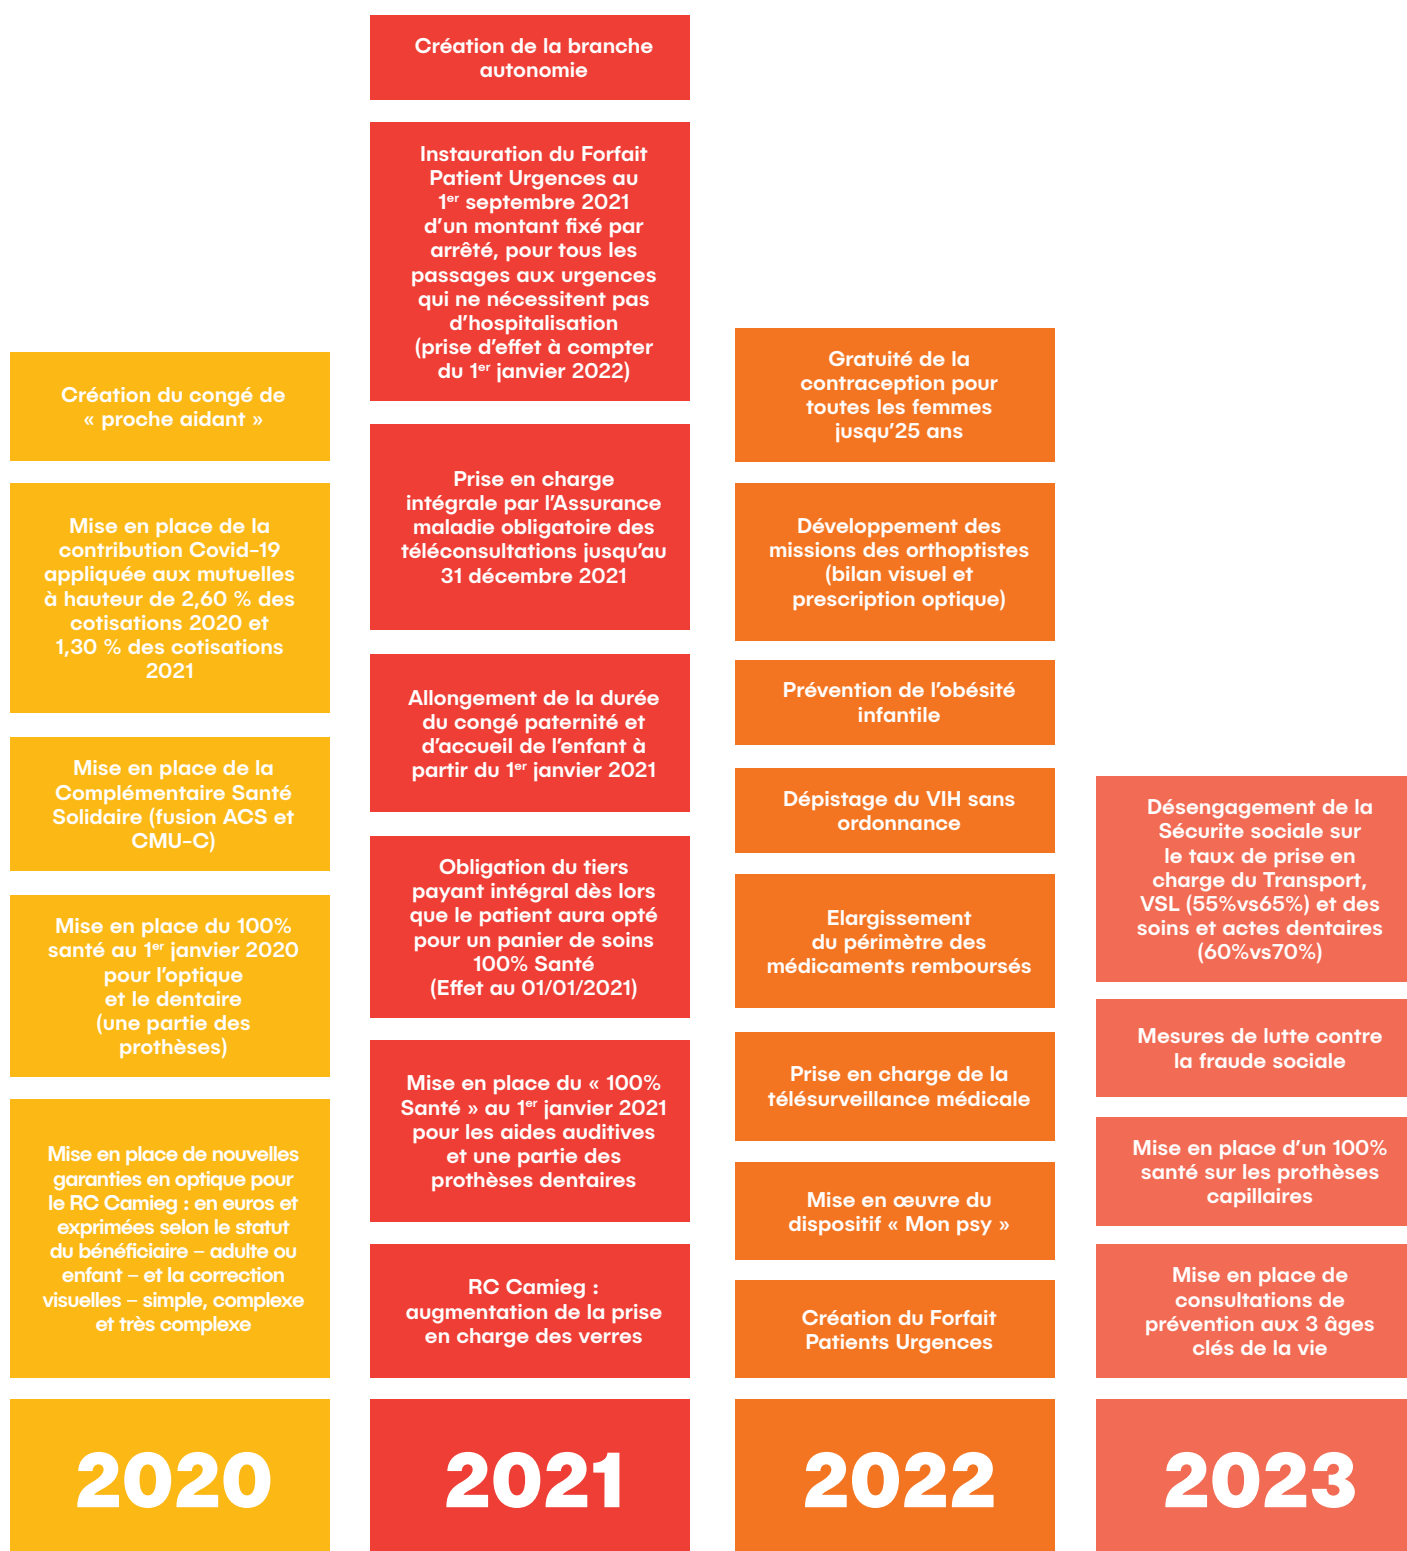 Création du congé de
« proche aidant »
Mise en place de la
contribution Covid-19
appliquée aux mutuelles
à hauteur de 2,60 % des
cotisations 2020 et
1,30 % des cotisations
2021
Mise en place de la
Complémentaire Santé
Solidaire (fusion ACS et
CMU-C)
Mise en place du 100%
santé au 1er janvier 2020
pour l’optique
et le dentaire
(une partie des
prothèses)
Mise en place de nouvelles
garanties en optique pour
le RC Camieg : en euros et
exprimées selon le statut
du bénéficiaire – adulte ou
enfant – et la correction
visuelles – simple, complexe
et très complexe
2020
Création de la branche
autonomie
Instauration du Forfait
Patient Urgences au
1er septembre 2021
d’un montant fixé par
arrêté, pour tous les
passages aux urgences
qui ne nécessitent pas
d’hospitalisation
(prise d’effet à compter
du 1er janvier 2022)
Prise en charge
intégrale par l’Assurance
maladie obligatoire des
téléconsultations jusqu’au
31 décembre 2021
Allongement de la durée
du congé paternité et
d’accueil de l’enfant à
partir du 1er janvier 2021
Obligation du tiers
payant intégral dès lors
que le patient aura opté
pour un panier de soins
100% Santé
(Effet au 01/01/2021)
Mise en place du « 100%
Santé » au 1er janvier 2021
pour les aides auditives
et une partie des
prothèses dentaires
RC Camieg :
augmentation de la prise
en charge des verres
2021
Gratuité de la
contraception pour
toutes les femmes
jusqu’25 ans
Développement des
missions des orthoptistes
(bilan visuel et
prescription optique)
Prévention de l’obésité
infantile
Dépistage du VIH sans
ordonnance
Elargissement
du périmètre des
médicaments remboursés
Prise en charge de la
télésurveillance médicale
Mise en œuvre du
dispositif « Mon psy »
Création du Forfait
Patients Urgences
2022
Désengagement de la
Sécurite sociale sur
le taux de prise en
charge du Transport,
VSL (55%vs65%) et des
soins et actes dentaires
(60%vs70%)
Mesures de lutte contre
la fraude sociale
Mise en place d’un 100%
santé sur les prothèses
capillaires
Mise en place de
consultations de
prévention aux 3 âges
clés de la vie
2023